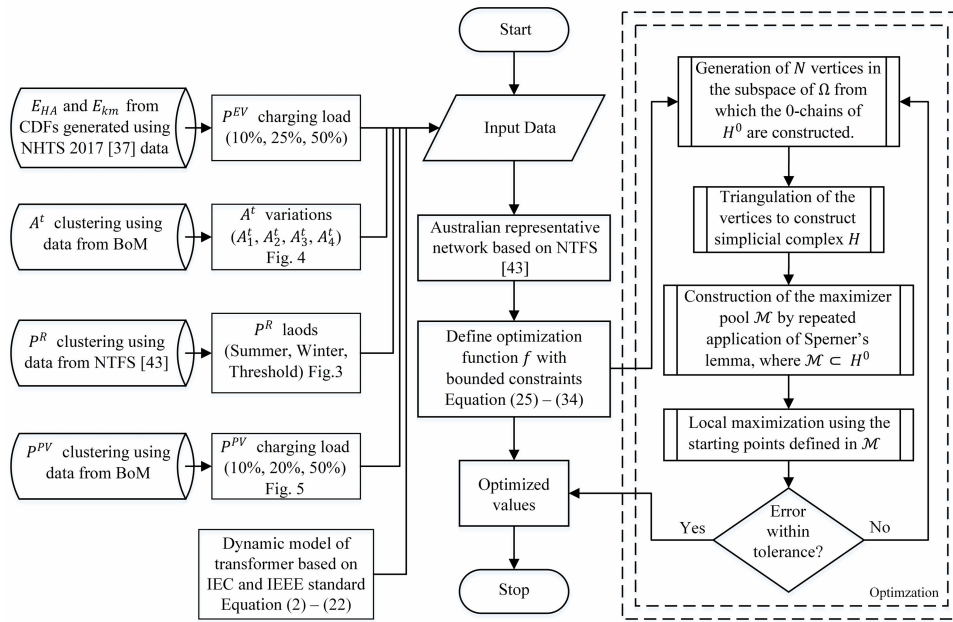 Start
Input Data
Australian representative
network based on NTFS
[43]
Define optimization
function f with
bounded constraints
Equation (25) – (34)
Optimized
values
Stop
E_HA and E_km from
CDFs generated using
NHTS 2017 [37] data
P^EV charging load
(10%, 25%, 50%)
A^t clustering using
data from BoM
A^t variations
(A_1^t, A_2^t, A_3^t, A_4^t)
Fig. 4
P^R clustering using
data from NTFS [43]
P^R laods
(Summer, Winter,
Threshold) Fig.3
P^PV clustering using
data from BoM
P^PV charging load
(10%, 20%, 50%)
Fig. 5
Dynamic model of
transformer based on
IEC and IEEE standard
Equation (2) – (22)
Generation of N vertices in
the subspace of Ω from
which the 0-chains of
H^0 are constructed.
Triangulation of the
vertices to construct
simplicial complex H
Construction of the maximizer
pool ℳ by repeated
application of Sperner’s
lemma, where ℳ ⊂ H^0
Local maximization using the
starting points defined in ℳ
Error
within
tolerance?
Yes
No
Optimzation